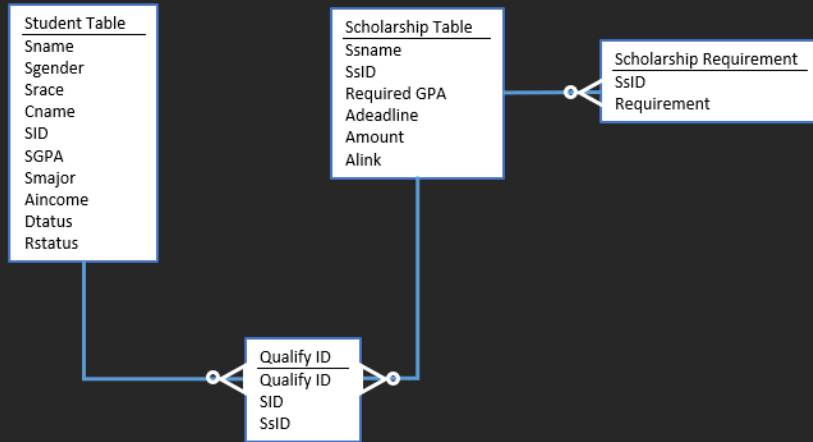 Student Table
Sname
Sgender
Srace
Cname
SID
SGPA
Smajor
Aincome
Dtatus
Rstatus
Scholarship Table
Ssname
SsID
Required GPA
Adeadline
Amount
Alink
Scholarship Requirement
SsID
Requirement
Qualify ID
Qualify ID
SID
SsID